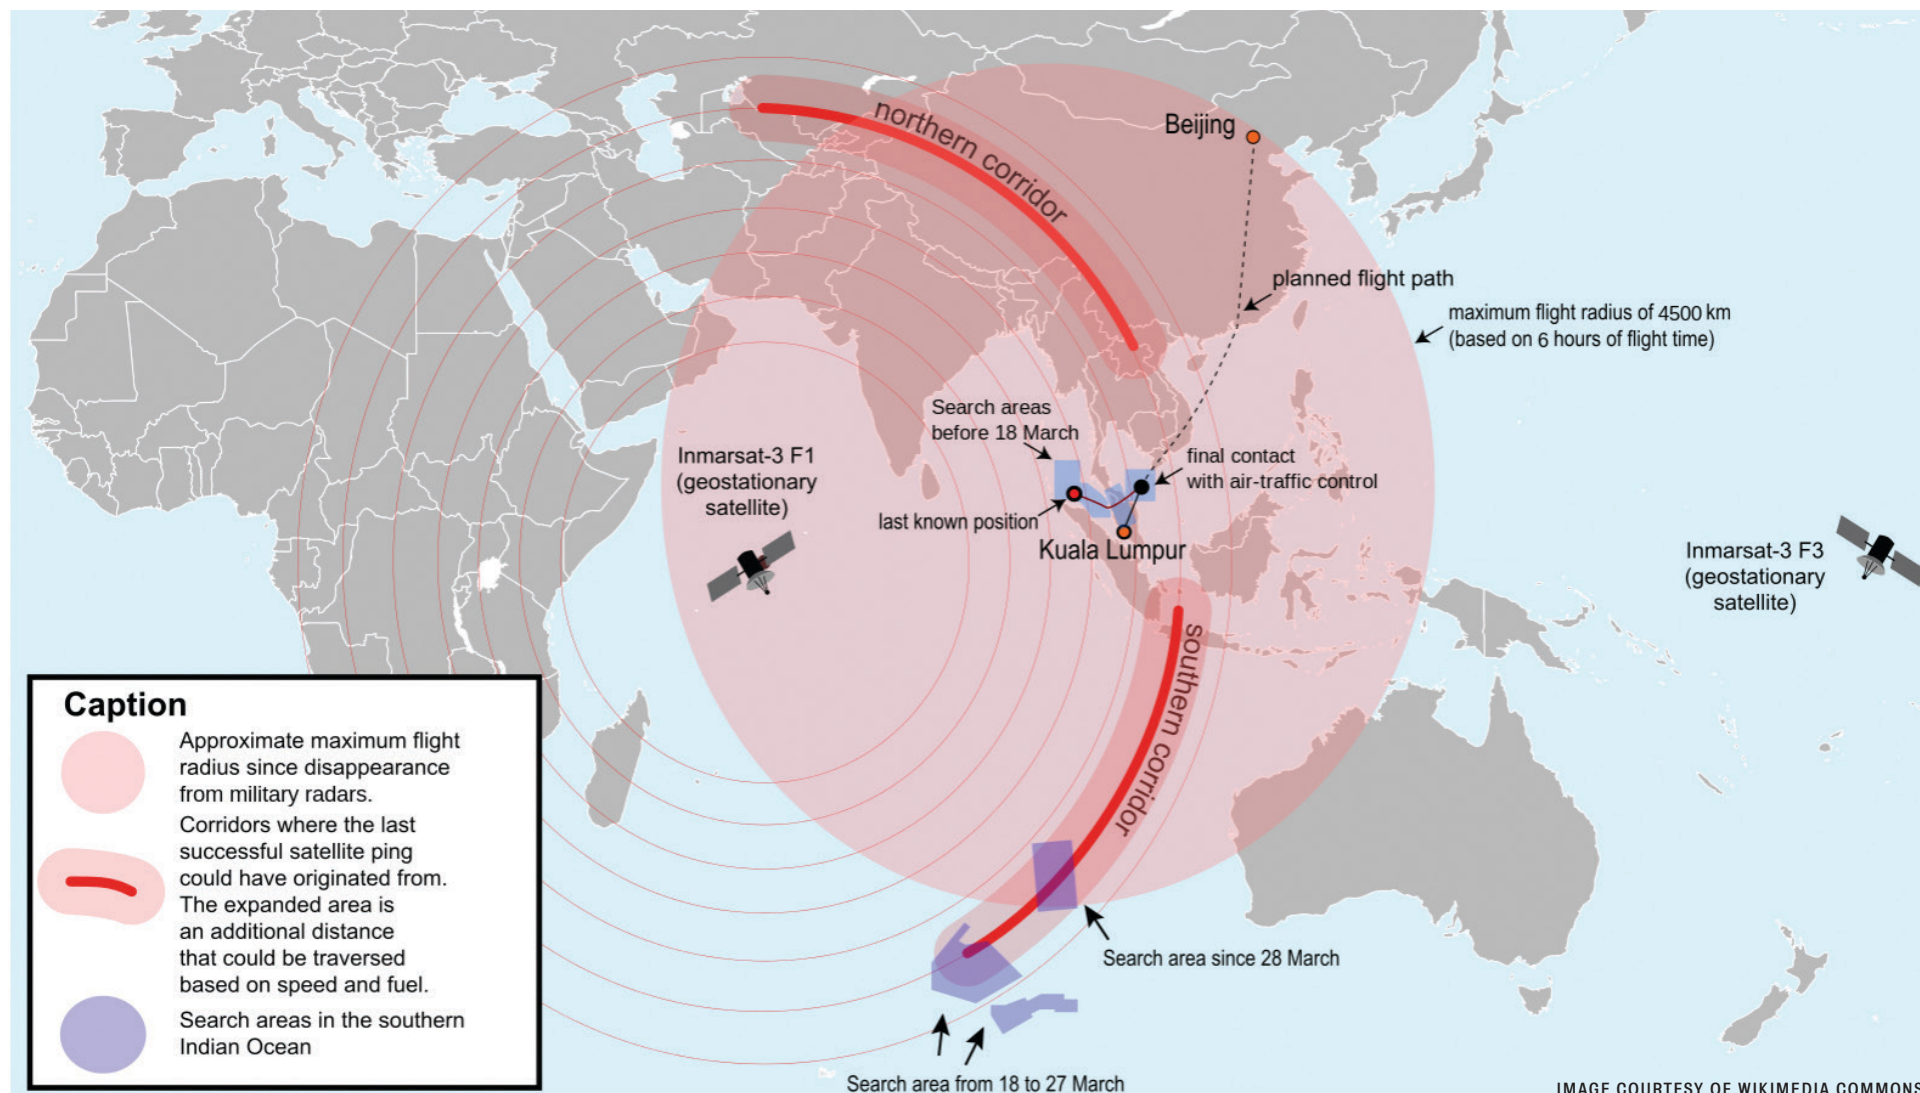 northern corridor
Beijing
planned flight path
maximum flight radius of 4500 km
(based on 6 hours of flight time)
Search areas
before 18 March
Inmarsat-3 F1
(geostationary
satellite)
final contact
with air-traffic control
last known position
Kuala Lumpur
Inmarsat-3 F3
(geostationary
satellite)
southern corridor
Caption
Approximate maximum flight
radius since disappearance
from military radars.
Corridors where the last
successful satellite ping
could have originated from.
The expanded area is
an additional distance
that could be traversed
based on speed and fuel.
Search areas in the southern
Indian Ocean
Search area since 28 March
Search area from 18 to 27 March
IMAGE COURTESY OF WIKIMEDIA COMMONS